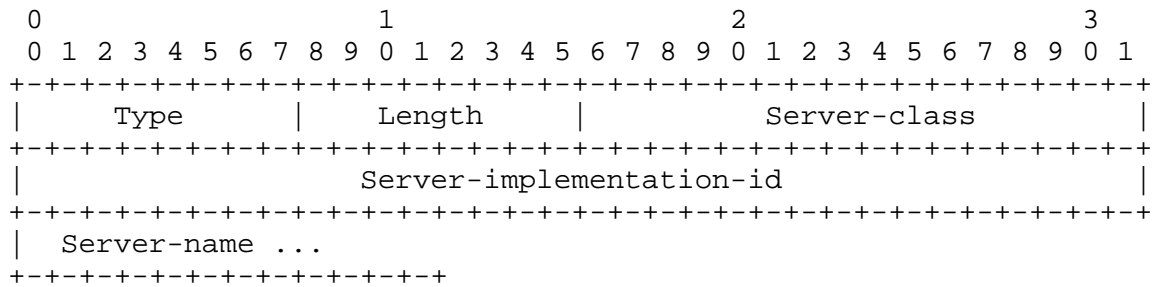 0                   1                   2                   3
 0 1 2 3 4 5 6 7 8 9 0 1 2 3 4 5 6 7 8 9 0 1 2 3 4 5 6 7 8 9 0 1
+-+-+-+-+-+-+-+-+-+-+-+-+-+-+-+-+-+-+-+-+-+-+-+-+-+-+-+-+-+-+-+-+
|     Type      |    Length     |          Server-class         |
+-+-+-+-+-+-+-+-+-+-+-+-+-+-+-+-+-+-+-+-+-+-+-+-+-+-+-+-+-+-+-+-+
|                   Server-implementation-id                    |
+-+-+-+-+-+-+-+-+-+-+-+-+-+-+-+-+-+-+-+-+-+-+-+-+-+-+-+-+-+-+-+-+
|  Server-name ...
+-+-+-+-+-+-+-+-+-+-+-+-+